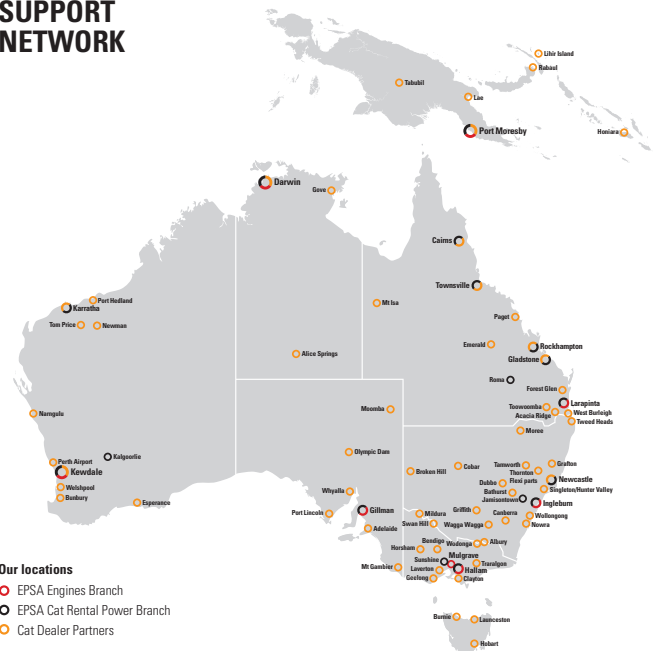 SUPPORT
NETWORK
Lihir Island
Rabaul
Tabubil
Lae
Port Moresby
Honiara
Darwin
Gove
Cairns
Townsville
Mt Isa
Paget
Port Hedland
Karratha
Tom Price
Newman
Emerald
Rockhampton
Gladstone
Alice Springs
Roma
Forest Glen
Larapinta
Toowoomba
Acacia Ridge
West Burleigh
Tweed Heads
Narngulu
Moomba
Moree
Olympic Dam
Kalgoorlie
Perth Airport
Kewdale
Welshpool
Bunbury
Esperance
Broken Hill
Cobar
Tamworth
Thornton
Grafton
Flexi parts
Dubbo
Newcastle
Singleton/Hunter Valley
Bathurst
Jamisontown
Ingleburn
Whyalla
Port Lincoln
Gillman
Adelaide
Mildura
Griffith
Canberra
Wollongong
Nowra
Swan Hill
Wagga Wagga
Bendigo
Wodonga
Albury
Horsham
Mulgrave
Sunshine
Traralgon
Mt Gambier
Laverton
Hallam
Geelong
Clayton
Burnie
Launceston
Hobart
Our locations
EPSA Engines Branch
EPSA Cat Rental Power Branch
Cat Dealer Partners